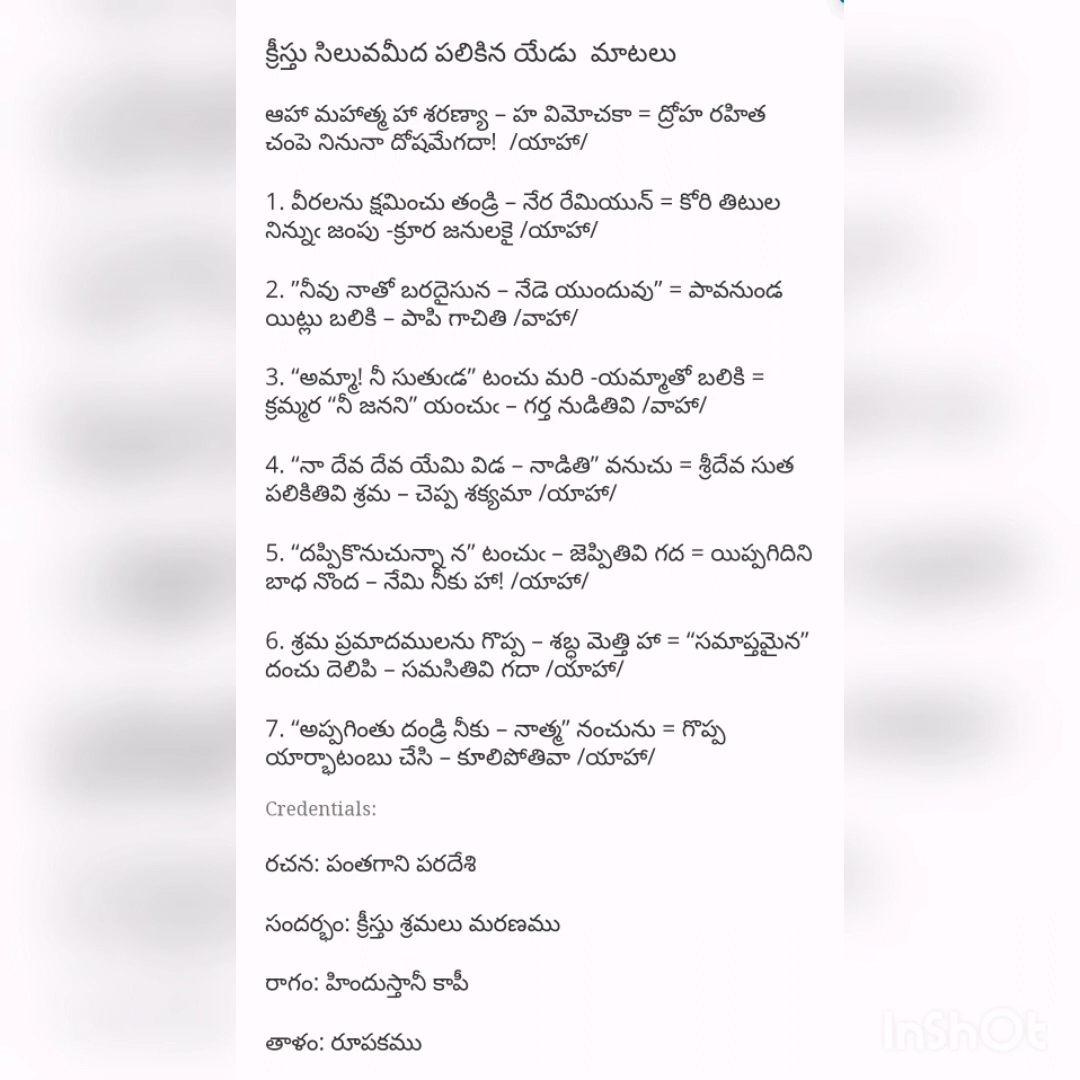 క్రీస్తు సిలువమీద పలికిన యేడు  మాటలు
ఆహా మహాత్మ హా శరణ్యా – హ విమోచకా = ద్రోహ రహిత
చంపె నినునా దోషమేగదా!  /యాహా/
1. వీరలను క్షమించు తండ్రి – నేర రేమియున్ = కోరి తిటుల
నిన్నుఁ జంపు -క్రూర జనులకై /యాహా/
2. ”నీవు నాతో బరదైసున – నేడె యుందువు” = పావనుండ
యిట్లు బలికి – పాపి గాచితి /వాహా/
3. “అమ్మా! నీ సుతుఁడ” టంచు మరి -యమ్మాతో బలికి =
క్రమ్మర “నీ జనని” యంచుఁ – గర్త నుడితివి /వాహా/
4. “నా దేవ దేవ యేమి విడ – నాడితి” వనుచు = శ్రీదేవ సుత
పలికితివి శ్రమ – చెప్ప శక్యమా /యాహా/
5. “దప్పికొనుచున్నా న” టంచుఁ – జెప్పితివి గద = యిప్పగిదిని
బాధ నొంద – నేమి నీకు హా! /యాహా/
6. శ్రమ ప్రమాదములను గొప్ప – శబ్ధ మెత్తి హా = “సమాప్తమైన”
దంచు దెలిపి – సమసితివి గదా /యాహా/
7. “అప్పగింతు దండ్రి నీకు – నాత్మ” నంచును = గొప్ప
యార్భాటంబు చేసి – కూలిపోతివా /యాహా/
Credentials:
రచన: పంతగాని పరదేశి
సందర్భం: క్రీస్తు శ్రమలు మరణము
రాగం: హిందుస్తానీ కాపీ
తాళం: రూపకము
InShOt